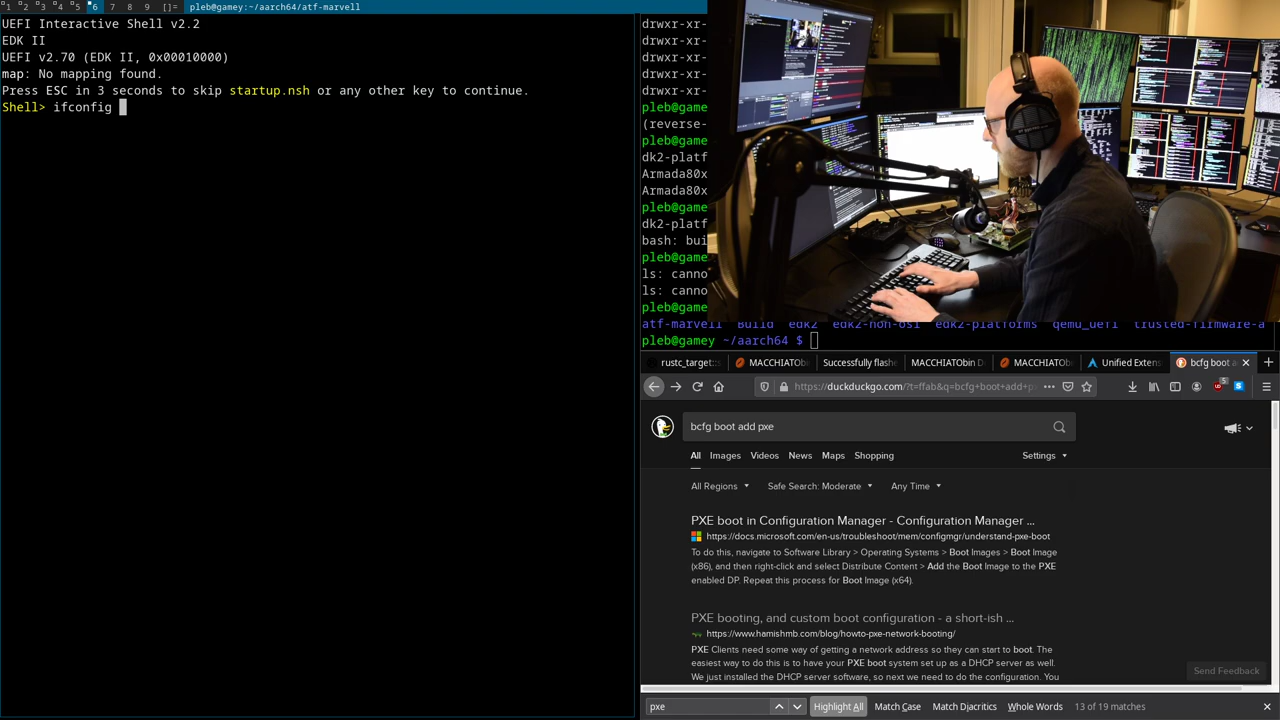 1 2 3 4 5 6 7 8 9 []= pleb@gamey:~/aarch64/atf-marvell
UEFI Interactive Shell v2.2
EDK II
UEFI v2.70 (EDK II, 0x00010000)
map: No mapping found.
Press ESC in 3 seconds to skip startup.nsh or any other key to continue.
Shell> ifconfig
drwxr-xr-
drwxr-xr-
drwxr-xr-
drwxr-xr-
drwxr-xr-
pleb@game
(reverse-
pleb@game
dk2-platf
Armada80x
Armada80x
pleb@game
dk2-platf
bash: bui
pleb@game
ls: canno
ls: canno
pleb@game
atf-marvell Build edk2 edk2-non-osi edk2-platforms qemu_uefi trusted-firmware-a
pleb@gamey ~/aarch64 $
rustc_target::s MACCHIATOb Successfully flashe MACCHIATObin D MACCHIATOb Unified Extens bcfg boot a
https://duckduckgo.com/?t=ffab&q=bcfg+boot+add+p
bcfg boot add pxe
All Images Videos News Maps Shopping Settings
All Regions Safe Search: Moderate Any Time
PXE boot in Configuration Manager - Configuration Manager ...
https://docs.microsoft.com/en-us/troubleshoot/mem/configmgr/understand-pxe-boot
To do this, navigate to Software Library > Operating Systems > Boot Images > Boot Image
(x86), and then right-click and select Distribute Content > Add the Boot Image to the PXE
enabled DP. Repeat this process for Boot Image (x64).
PXE booting, and custom boot configuration - a short-ish ...
https://www.hamishmb.com/blog/howto-pxe-network-booting/
PXE Clients need some way of getting a network address so they can start to boot. The
easiest way to do this is to have your PXE boot system set up as a DHCP server as well.
We just installed the DHCP server software, so next we need to do the configuration. You
Send Feedback
pxe Highlight All Match Case Match Diacritics Whole Words 13 of 19 matches